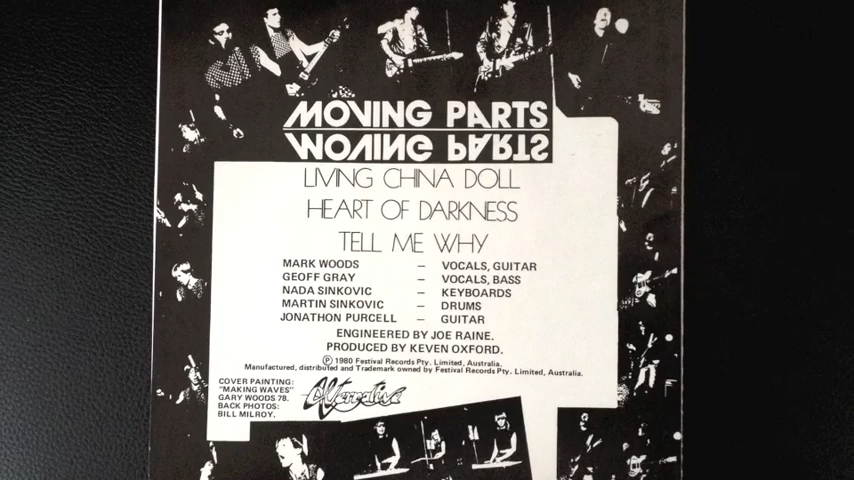 MOVING PARTS
MOVING PARTS
LIVING CHINA DOLL
HEART OF DARKNESS
TELL ME WHY
MARK WOODS – VOCALS, GUITAR
GEOFF GRAY – VOCALS, BASS
NADA SINKOVIC – KEYBOARDS
MARTIN SINKOVIC – DRUMS
JONATHON PURCELL – GUITAR
ENGINEERED BY JOE RAINE.
PRODUCED BY KEVEN OXFORD.
Ⓟ 1980 Festival Records Pty. Limited, Australia.
Manufactured, distributed and Trademark owned by Festival Records Pty. Limited, Australia.
COVER PAINTING:
"MAKING WAVES"
GARY WOODS 78.
BACK PHOTOS:
BILL MILROY.
Alternative